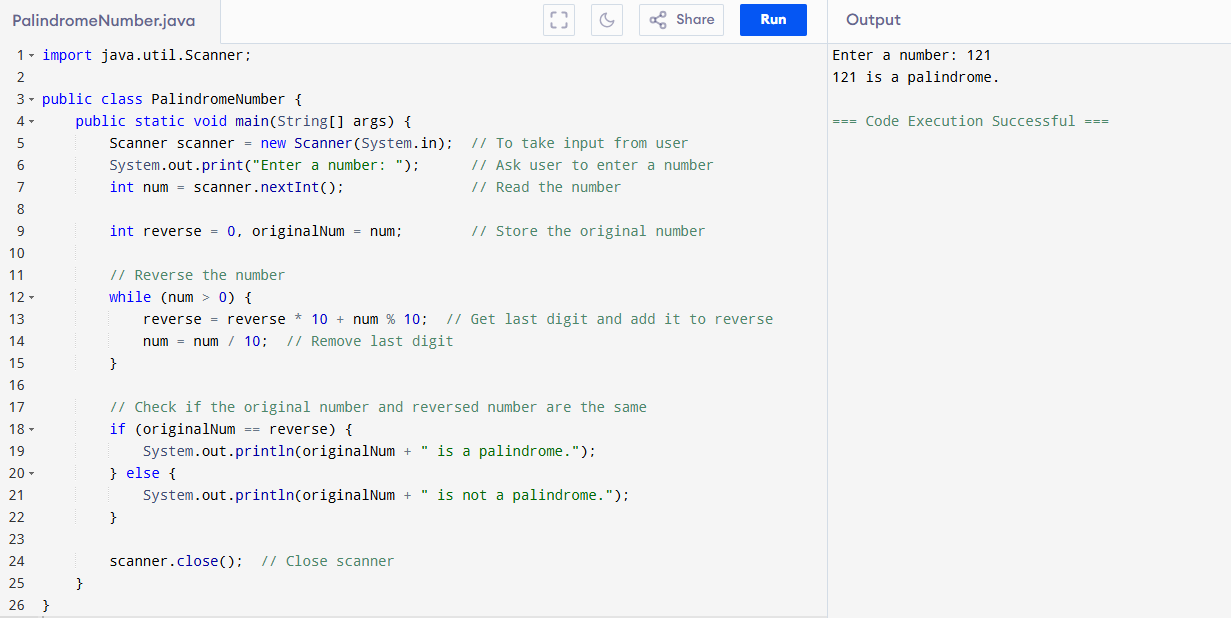 PalindromeNumber.java
Share
Run
Output
1 import java.util.Scanner;
2
3 public class PalindromeNumber {
4     public static void main(String[] args) {
5         Scanner scanner = new Scanner(System.in);  // To take input from user
6         System.out.print("Enter a number: ");      // Ask user to enter a number
7         int num = scanner.nextInt();               // Read the number
8
9         int reverse = 0, originalNum = num;        // Store the original number
10
11         // Reverse the number
12         while (num > 0) {
13             reverse = reverse * 10 + num % 10;  // Get last digit and add it to reverse
14             num = num / 10;  // Remove last digit
15         }
16
17         // Check if the original number and reversed number are the same
18         if (originalNum == reverse) {
19             System.out.println(originalNum + " is a palindrome.");
20         } else {
21             System.out.println(originalNum + " is not a palindrome.");
22         }
23
24         scanner.close();  // Close scanner
25     }
26 }
Enter a number: 121
121 is a palindrome.
=== Code Execution Successful ===